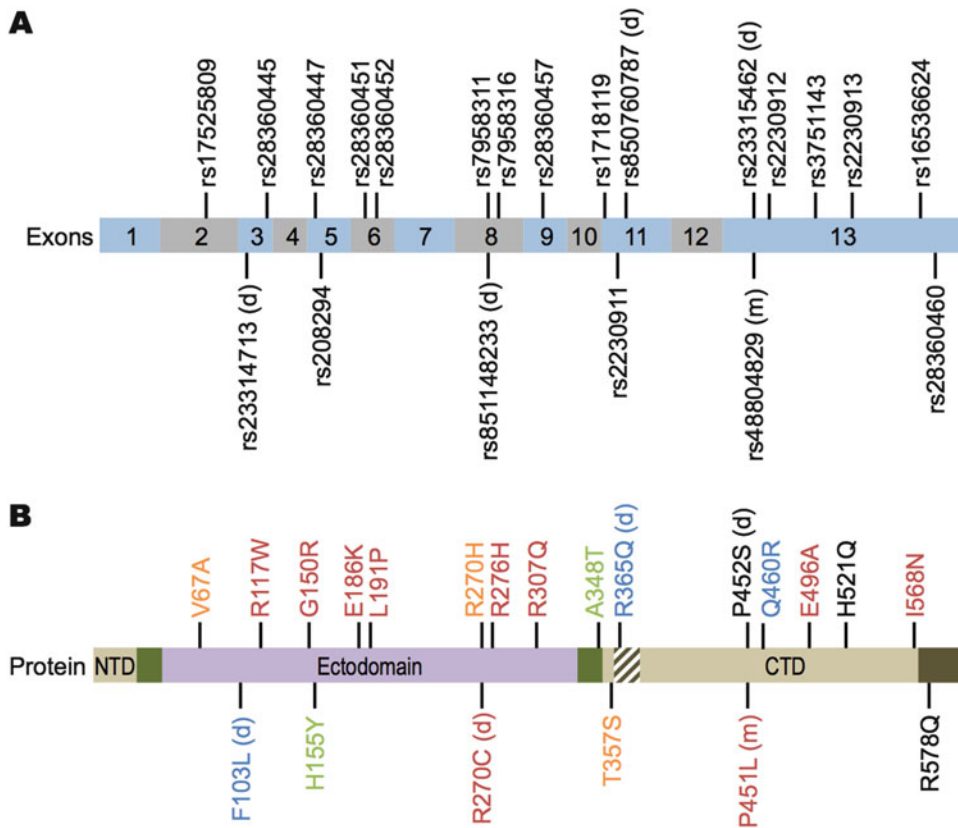 A
rs17525809
rs28360445
rs28360447
rs28360451
rs28360452
rs7958311
rs7958316
rs28360457
rs1718119
rs850760787 (d)
rs23315462 (d)
rs2230912
rs3751143
rs2230913
rs16536624
Exons 1 2 3 4 5 6 7 8 9 10 11 12 13
rs23314713 (d)
rs208294
rs851148233 (d)
rs2230911
rs48804829 (m)
rs28360460
B
V67A
R117W
G150R
E186K
L191P
R270H
R276H
R307Q
A348T
R365Q (d)
P452S (d)
Q460R
E496A
H521Q
I568N
Protein NTD Ectodomain CTD
F103L (d)
H155Y
R270C (d)
T357S
P451L (m)
R578Q